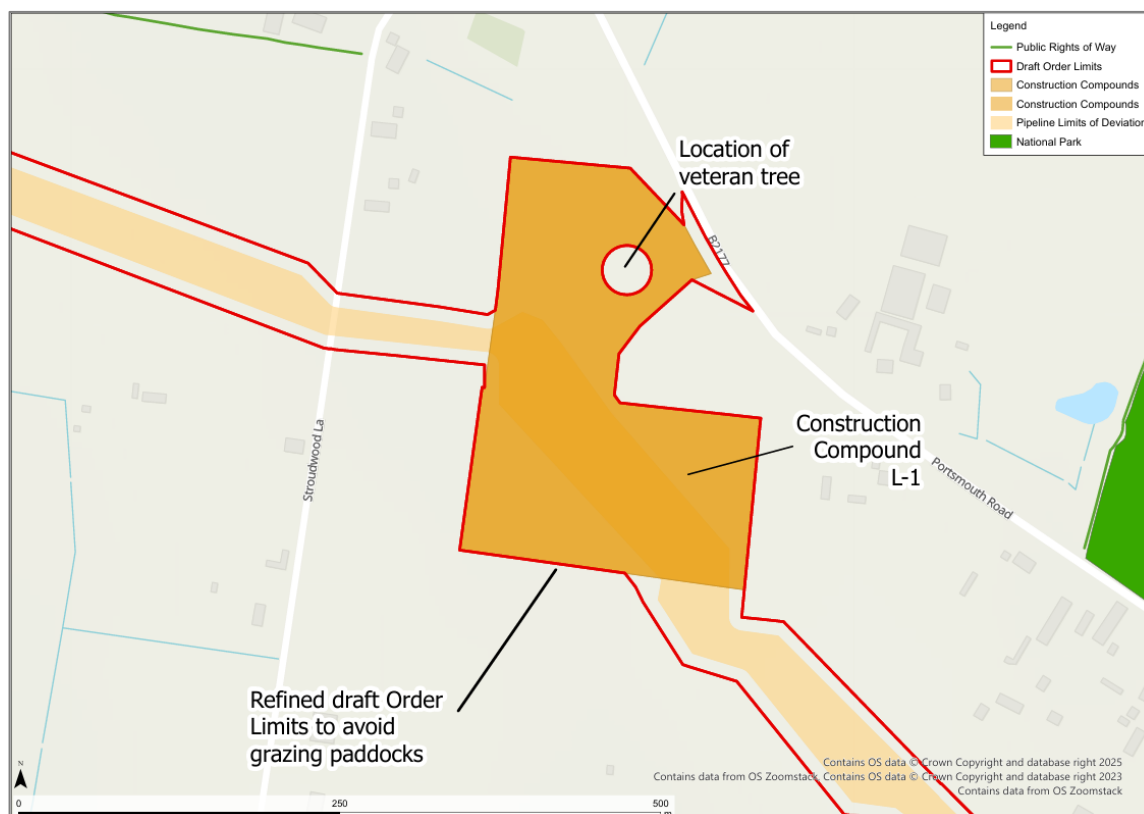 Legend
Public Rights of Way
Draft Order Limits
Construction Compounds
Construction Compounds
Pipeline Limits of Deviation
National Park
Location of
veteran tree
B2177
Construction
Compound
L-1
Stroudwood La
Portsmouth Road
Refined draft Order
Limits to avoid
grazing paddocks
Contains OS data © Crown Copyright and database right 2025
Contains data from OS Zoomstack, Contains OS data © Crown Copyright and database right 2023
Contains data from OS Zoomstack
N
0 250 500
m